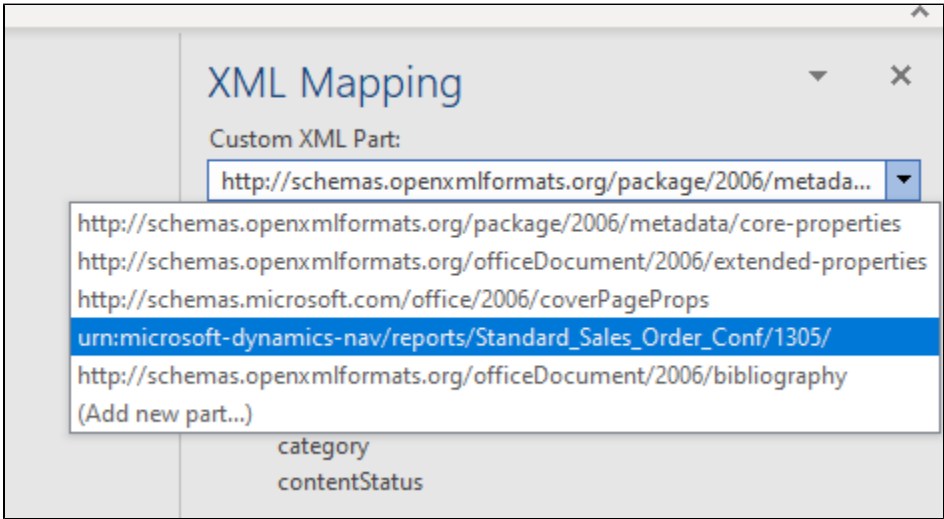 XML Mapping
Custom XML Part:
http://schemas.openxmlformats.org/package/2006/metada...
http://schemas.openxmlformats.org/package/2006/metadata/core-properties
http://schemas.openxmlformats.org/officeDocument/2006/extended-properties
http://schemas.microsoft.com/office/2006/coverPageProps
urn:microsoft-dynamics-nav/reports/Standard_Sales_Order_Conf/1305/
http://schemas.openxmlformats.org/officeDocument/2006/bibliography
(Add new part...)
category
contentStatus